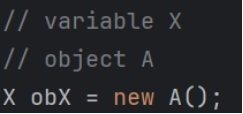 // variable X
// object A
X obX = new A();